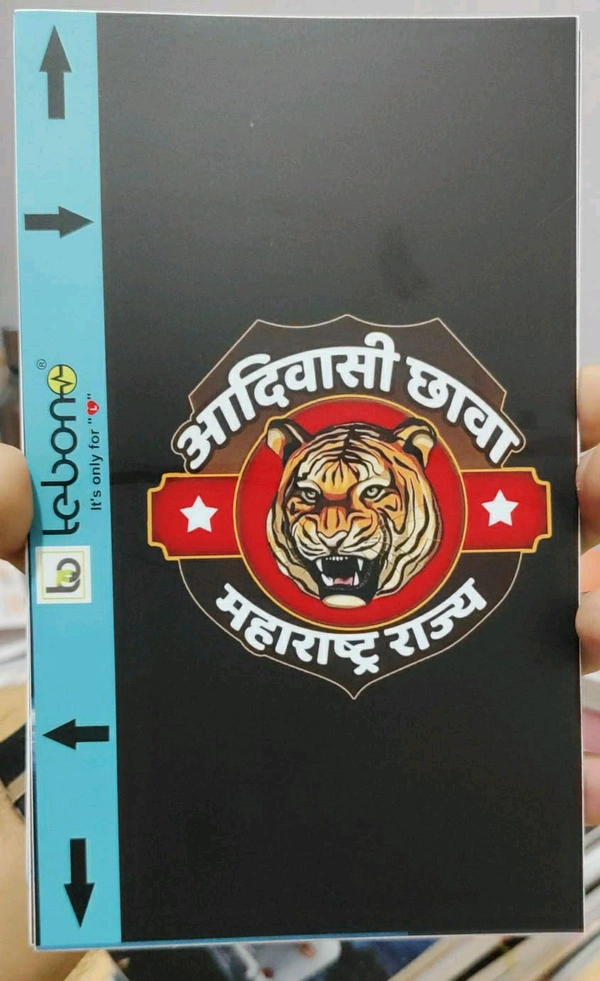 आदिवासी छावा
महाराष्ट्र राज्य
Lebono®
It's only for "L"